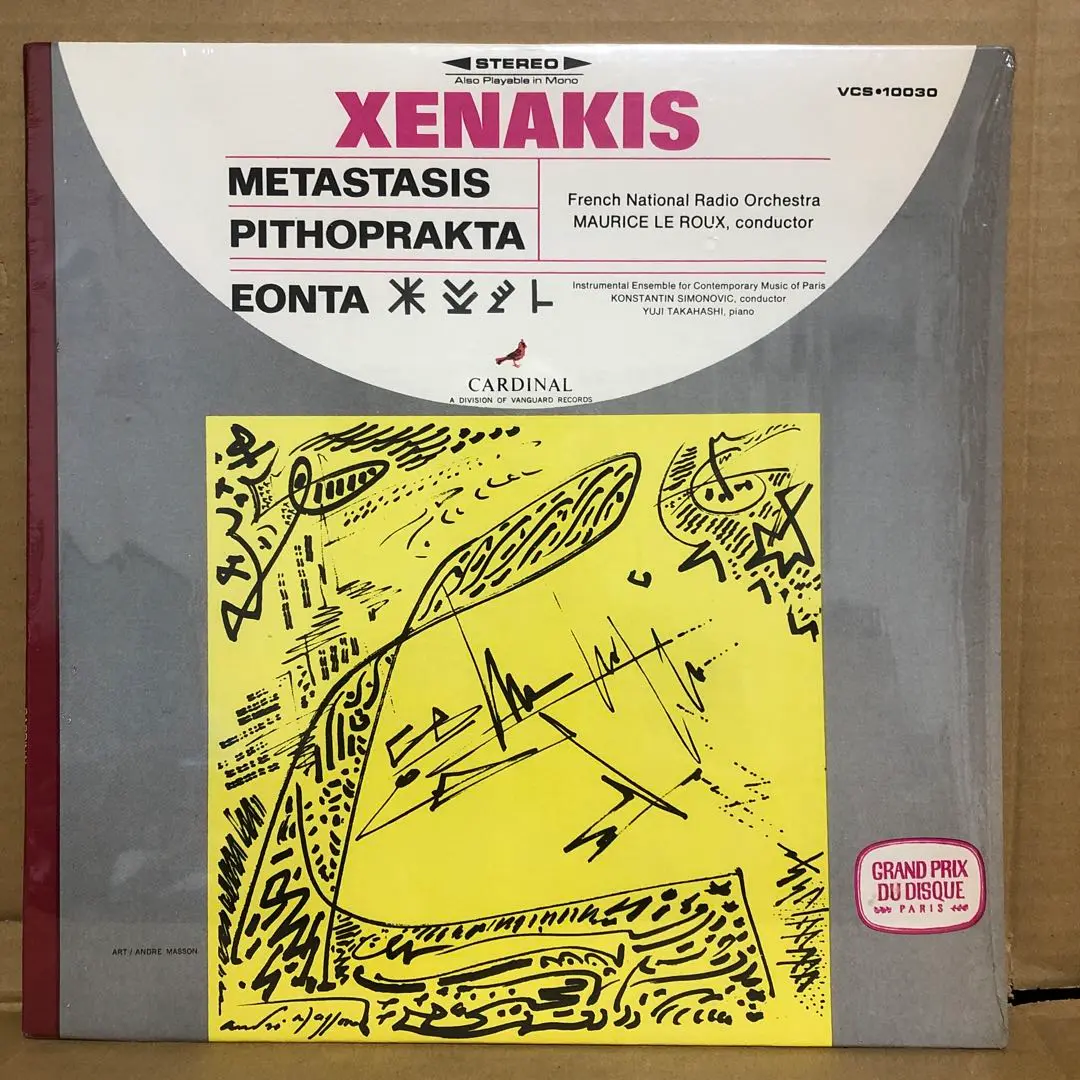 STEREO
Also Playable in Mono
VCS•10030
XENAKIS
METASTASIS
PITHOPRAKTA
French National Radio Orchestra
MAURICE LE ROUX, conductor
EONTA
Instrumental Ensemble for Contemporary Music of Paris
KONSTANTIN SIMONOVIC, conductor
YUJI TAKAHASHI, piano
CARDINAL
A DIVISION OF VANGUARD RECORDS
GRAND PRIX
DU DISQUE
PARIS
ART / ANDRE MASSON
andré Masson